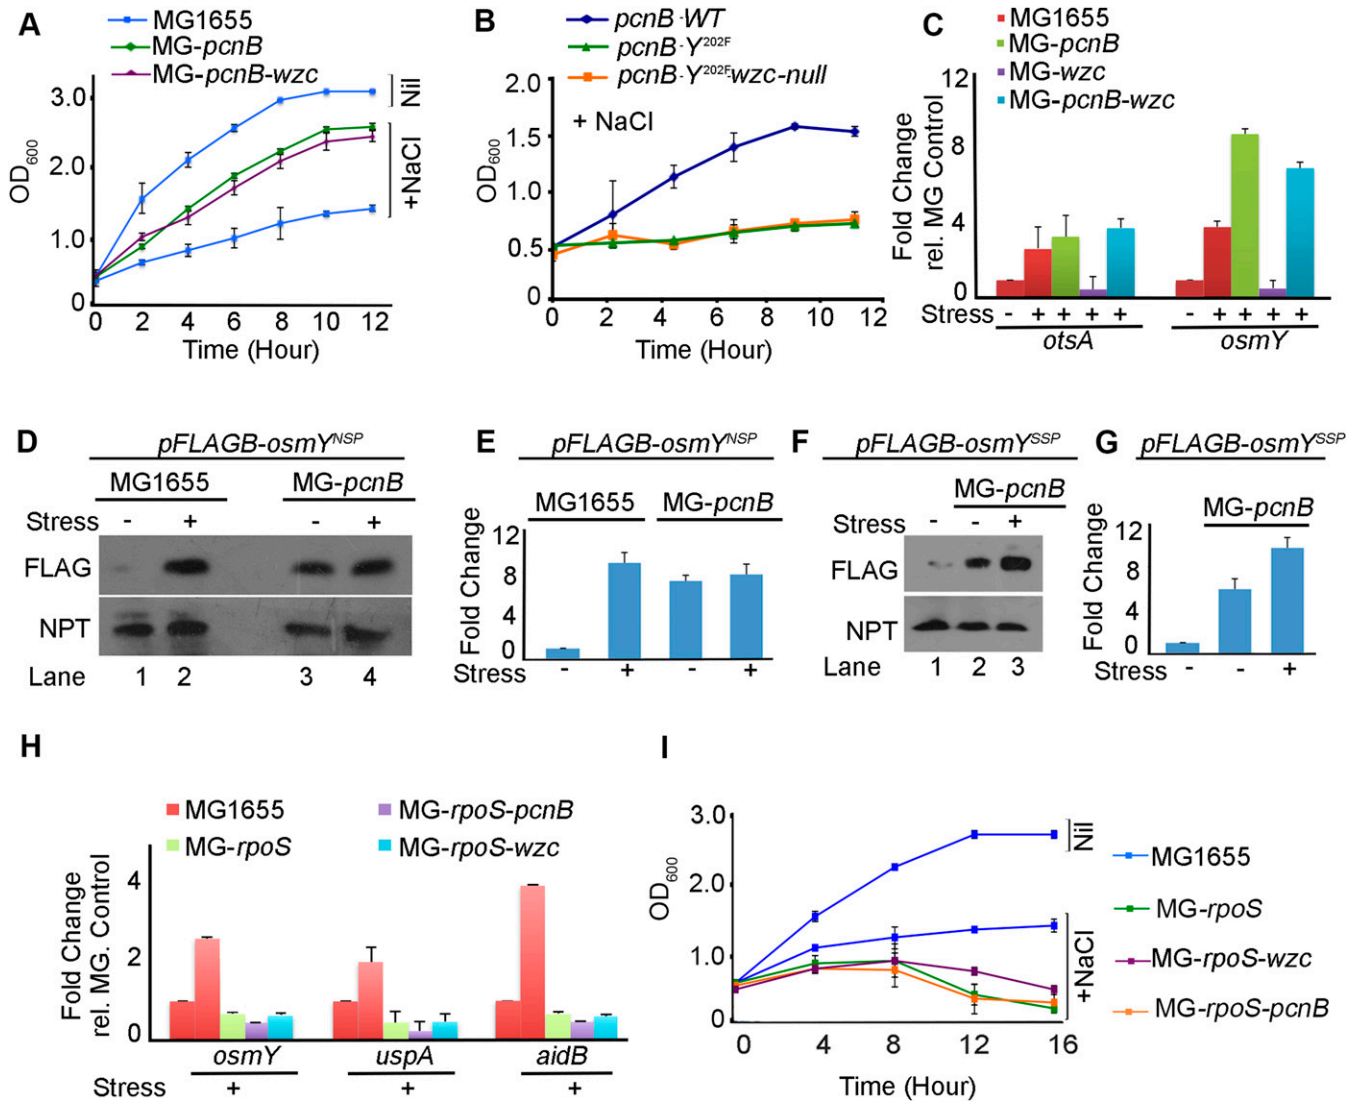 A
MG1655
MG-pcnB
MG-pcnB-wzc
OD600
3.0
2.0
1.0
0
Nil
+NaCl
0 2 4 6 8 10 12
Time (Hour)
B
pcnB-WT
pcnB-Y202F
pcnB-Y202Fwzc-null
+ NaCl
OD600
2.0
1.5
1.0
0.5
0
0 2 4 6 8 10 12
Time (Hour)
C
MG1655
MG-pcnB
MG-wzc
MG-pcnB-wzc
Fold Change
rel. MG Control
12
8
4
0
Stress - + + + + - + + + +
otsA osmY
D
pFLAGB-osmYNSP
MG1655 MG-pcnB
Stress - + - +
FLAG
NPT
Lane 1 2 3 4
E
pFLAGB-osmYNSP
MG1655 MG-pcnB
Fold Change
12
8
4
0
Stress - + - +
F
pFLAGB-osmYSSP
MG-pcnB
Stress - - +
FLAG
NPT
Lane 1 2 3
G
pFLAGB-osmYSSP
MG-pcnB
Fold Change
12
8
4
0
Stress - - +
H
MG1655
MG-rpoS
MG-rpoS-pcnB
MG-rpoS-wzc
Fold Change
rel. MG. Control
4
2
0
osmY uspA aidB
Stress + + +
I
OD600
3.0
2.0
1.0
0
Nil
+NaCl
0 4 8 12 16
Time (Hour)
MG1655
MG-rpoS
MG-rpoS-wzc
MG-rpoS-pcnB